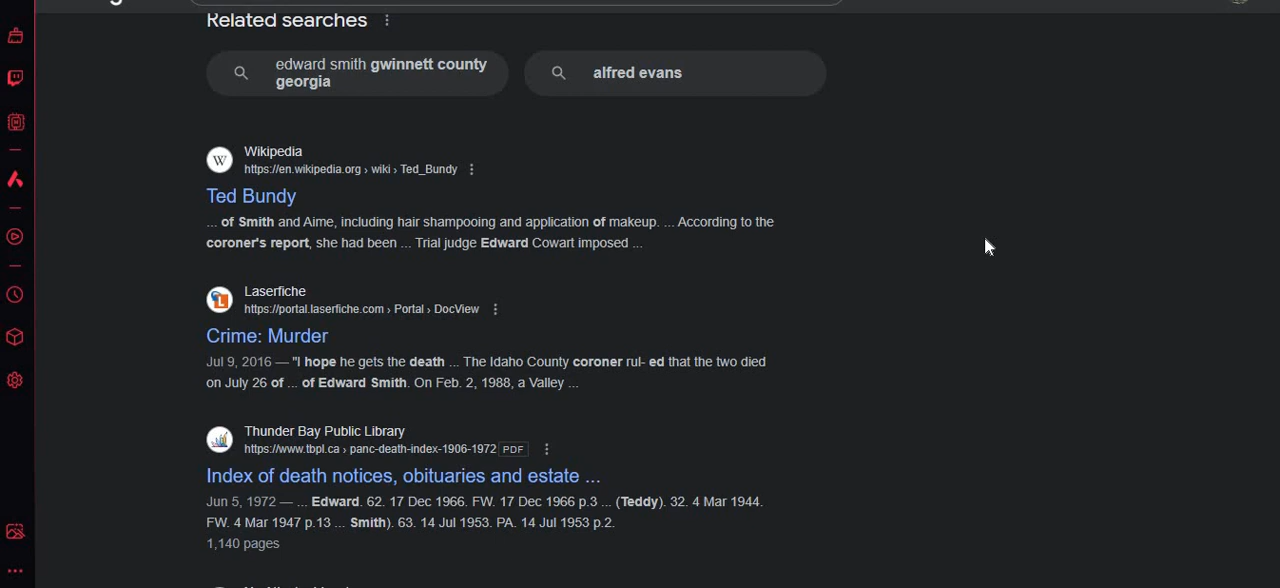 Related searches
edward smith gwinnett county
georgia
alfred evans
Wikipedia
https://en.wikipedia.org › wiki › Ted_Bundy
Ted Bundy
... of Smith and Aime, including hair shampooing and application of makeup. ... According to the
coroner's report, she had been ... Trial judge Edward Cowart imposed ...
Laserfiche
https://portal.laserfiche.com › Portal › DocView
Crime: Murder
Jul 9, 2016 — "I hope he gets the death ... The Idaho County coroner rul- ed that the two died
on July 26 of ... of Edward Smith. On Feb. 2, 1988, a Valley ...
Thunder Bay Public Library
https://www.tbpl.ca › panc-death-index-1906-1972 PDF
Index of death notices, obituaries and estate ...
Jun 5, 1972 — ... Edward. 62. 17 Dec 1966. FW. 17 Dec 1966 p.3 ... (Teddy). 32. 4 Mar 1944.
FW. 4 Mar 1947 p.13 ... Smith). 63. 14 Jul 1953. PA. 14 Jul 1953 p.2.
1,140 pages